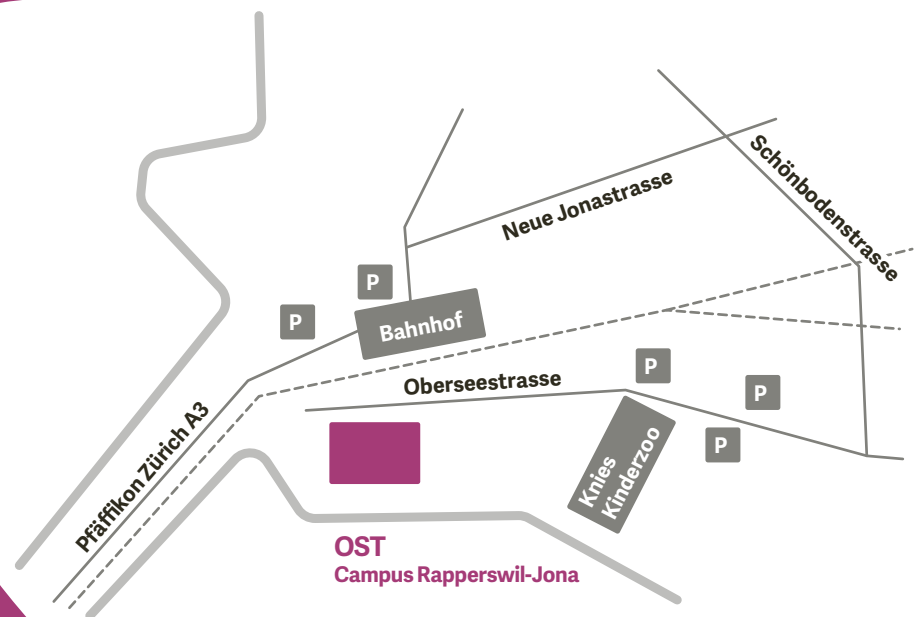 Schönbodenstrasse
Neue Jonastrasse
P
P
Bahnhof
P
Oberseestrasse
P
Pfäffikon Zürich A3
P
Knies
Kinderzoo
OST
Campus Rapperswil-Jona